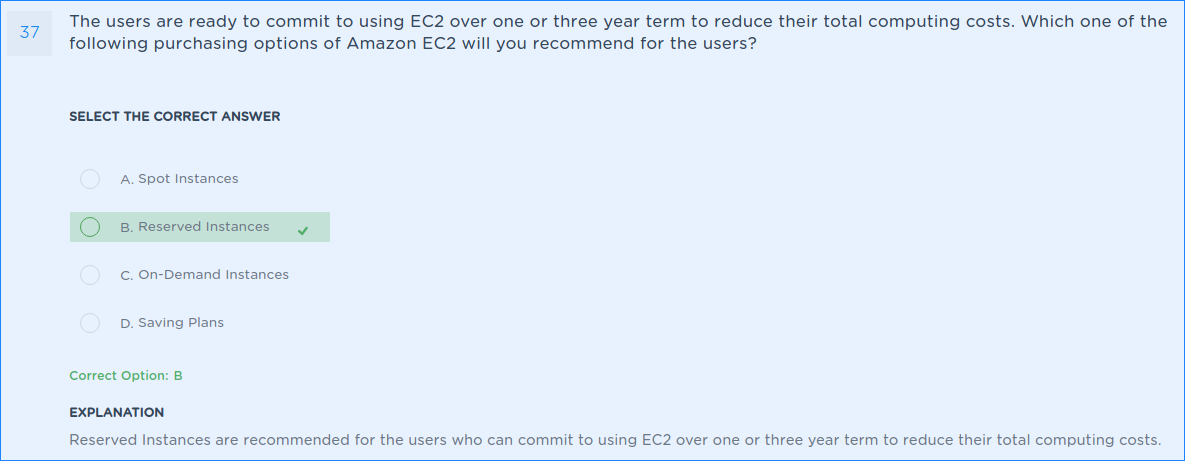 37
The users are ready to commit to using EC2 over one or three year term to reduce their total computing costs. Which one of the
following purchasing options of Amazon EC2 will you recommend for the users?
SELECT THE CORRECT ANSWER
A. Spot Instances
B. Reserved Instances
C. On-Demand Instances
D. Saving Plans
Correct Option: B
EXPLANATION
Reserved Instances are recommended for the users who can commit to using EC2 over one or three year term to reduce their total computing costs.